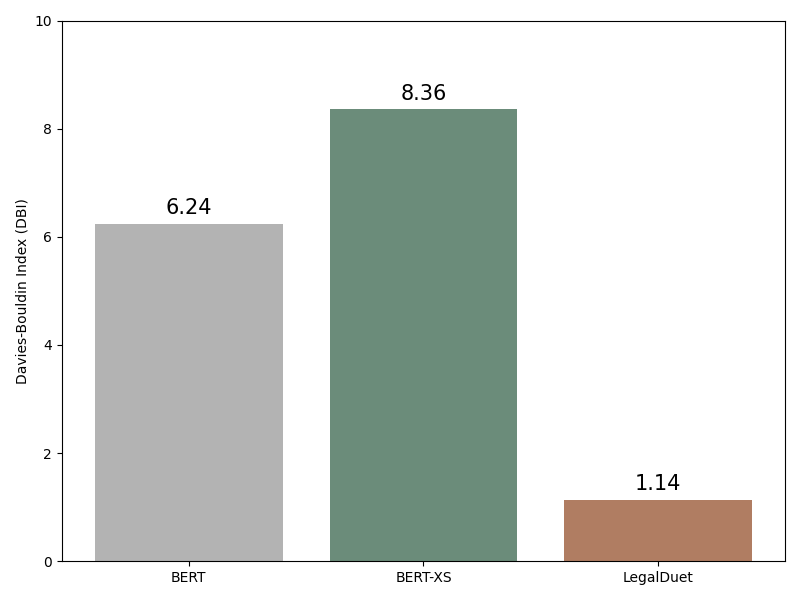 Davies-Bouldin Index (DBI)
10
8
6
4
2
0
6.24
8.36
1.14
BERT
BERT-XS
LegalDuet